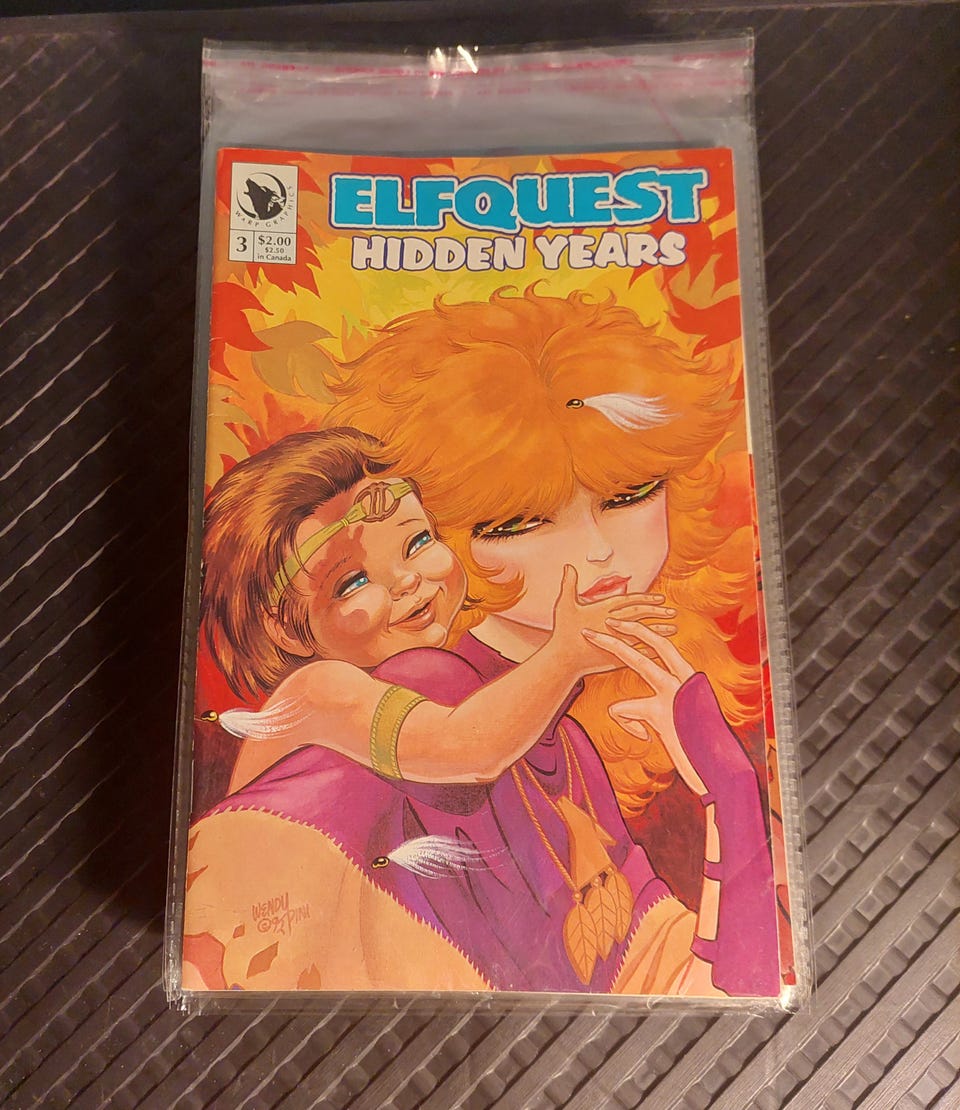 WARP GRAPHICS
3
$2.00
$2.50
in Canada
ELFQUEST
HIDDEN YEARS
WENDY
PINI